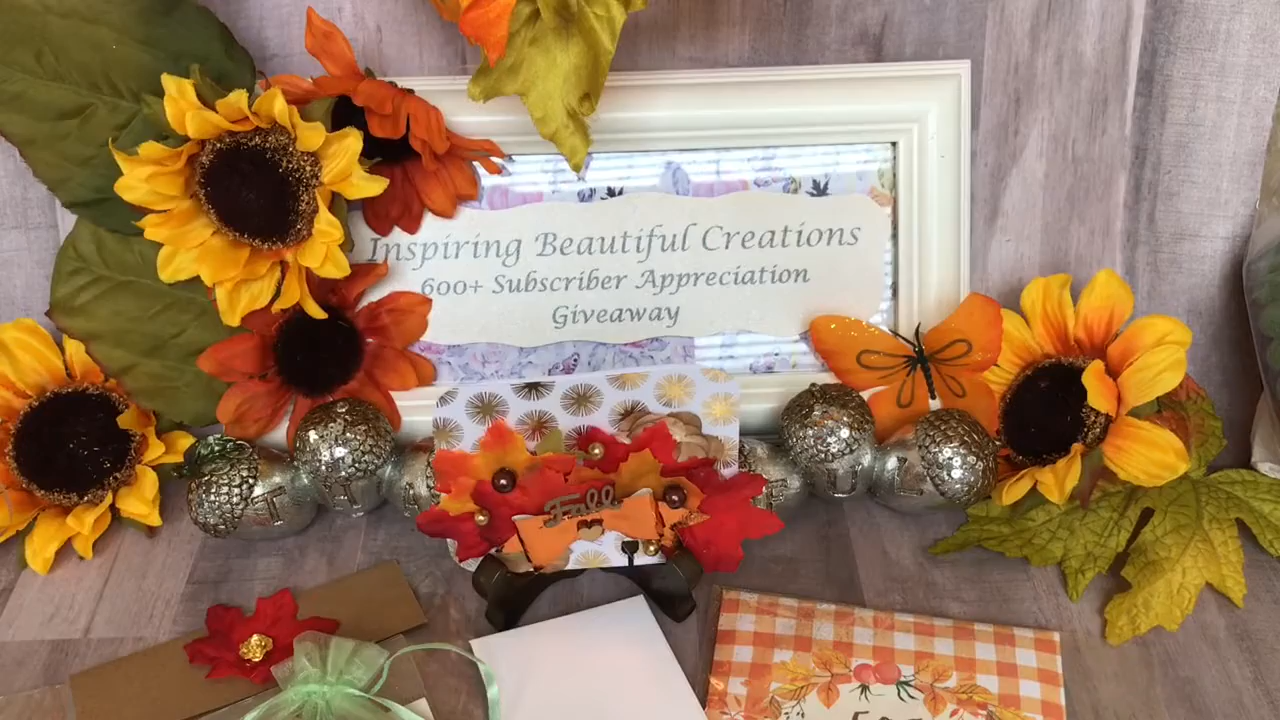 Inspiring Beautiful Creations
600+ Subscriber Appreciation
Giveaway
Fall